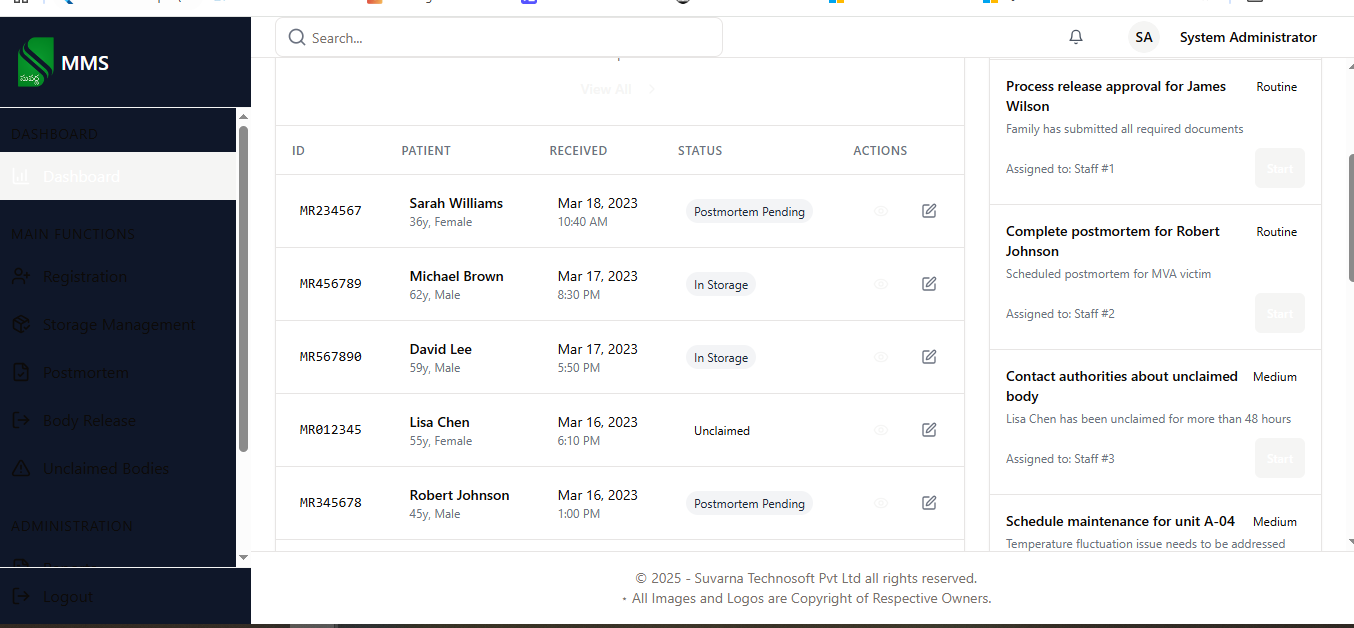 సువర్ణ
MMS
Search...
SA
System Administrator
DASHBOARD
Dashboard
MAIN FUNCTIONS
Registration
Storage Management
Postmortem
Body Release
Unclaimed Bodies
ADMINISTRATION
Logout
View All
ID PATIENT RECEIVED STATUS ACTIONS
MR234567 Sarah Williams Mar 18, 2023 Postmortem Pending
36y, Female 10:40 AM
MR456789 Michael Brown Mar 17, 2023 In Storage
62y, Male 8:30 PM
MR567890 David Lee Mar 17, 2023 In Storage
59y, Male 5:50 PM
MR012345 Lisa Chen Mar 16, 2023 Unclaimed
55y, Female 6:10 PM
MR345678 Robert Johnson Mar 16, 2023 Postmortem Pending
45y, Male 1:00 PM
Process release approval for James Routine
Wilson
Family has submitted all required documents
Assigned to: Staff #1 Start
Complete postmortem for Robert Routine
Johnson
Scheduled postmortem for MVA victim
Assigned to: Staff #2 Start
Contact authorities about unclaimed Medium
body
Lisa Chen has been unclaimed for more than 48 hours
Assigned to: Staff #3 Start
Schedule maintenance for unit A-04 Medium
Temperature fluctuation issue needs to be addressed
© 2025 - Suvarna Technosoft Pvt Ltd all rights reserved.
• All Images and Logos are Copyright of Respective Owners.